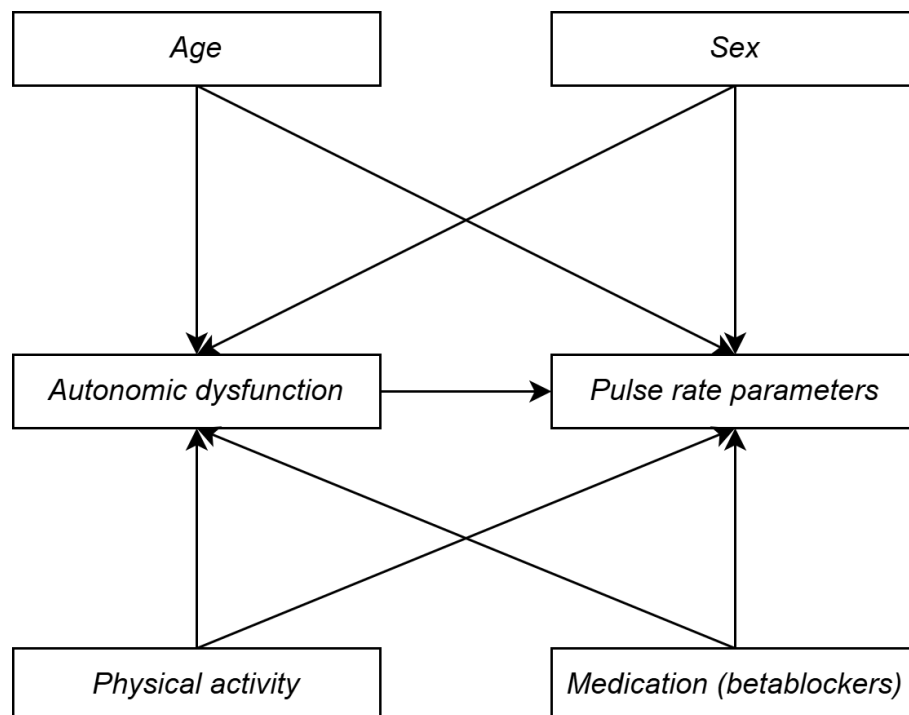 Age
Sex
Autonomic dysfunction
Pulse rate parameters
Physical activity
Medication (betablockers)